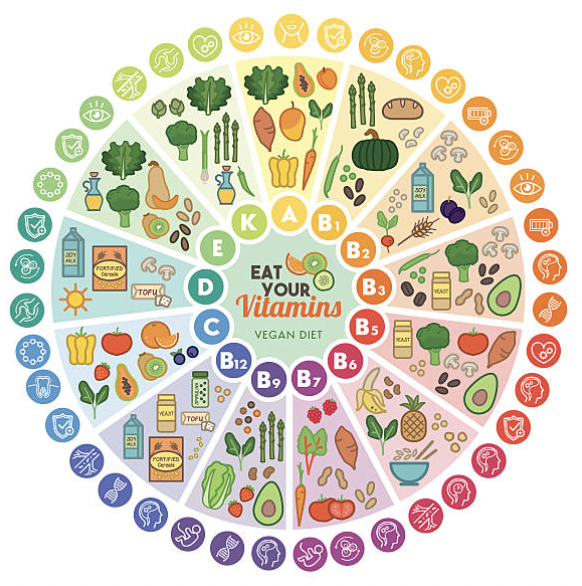 EAT
YOUR
Vitamins
VEGAN DIET
A
B1
B2
B3
B5
B6
B7
B9
B12
C
D
E
K
SOY
MILK
YEAST
YEAST
YEAST
TOFU
SOY
MILK
FORTIFIED
Cereals
SOY
MILK
FORTIFIED
Cereals
TOFU